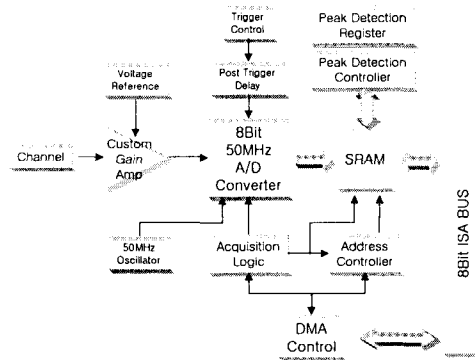 Trigger
Control
Peak Detection
Register
Voltage
Reference
Post Trigger
Delay
Peak Detection
Controller
Channel
Custom
Gain
Amp
8Bit
50MHz
A/D
Converter
SRAM
50MHz
Oscillator
Acquisition
Logic
Address
Controller
8Bit ISA BUS
DMA
Control